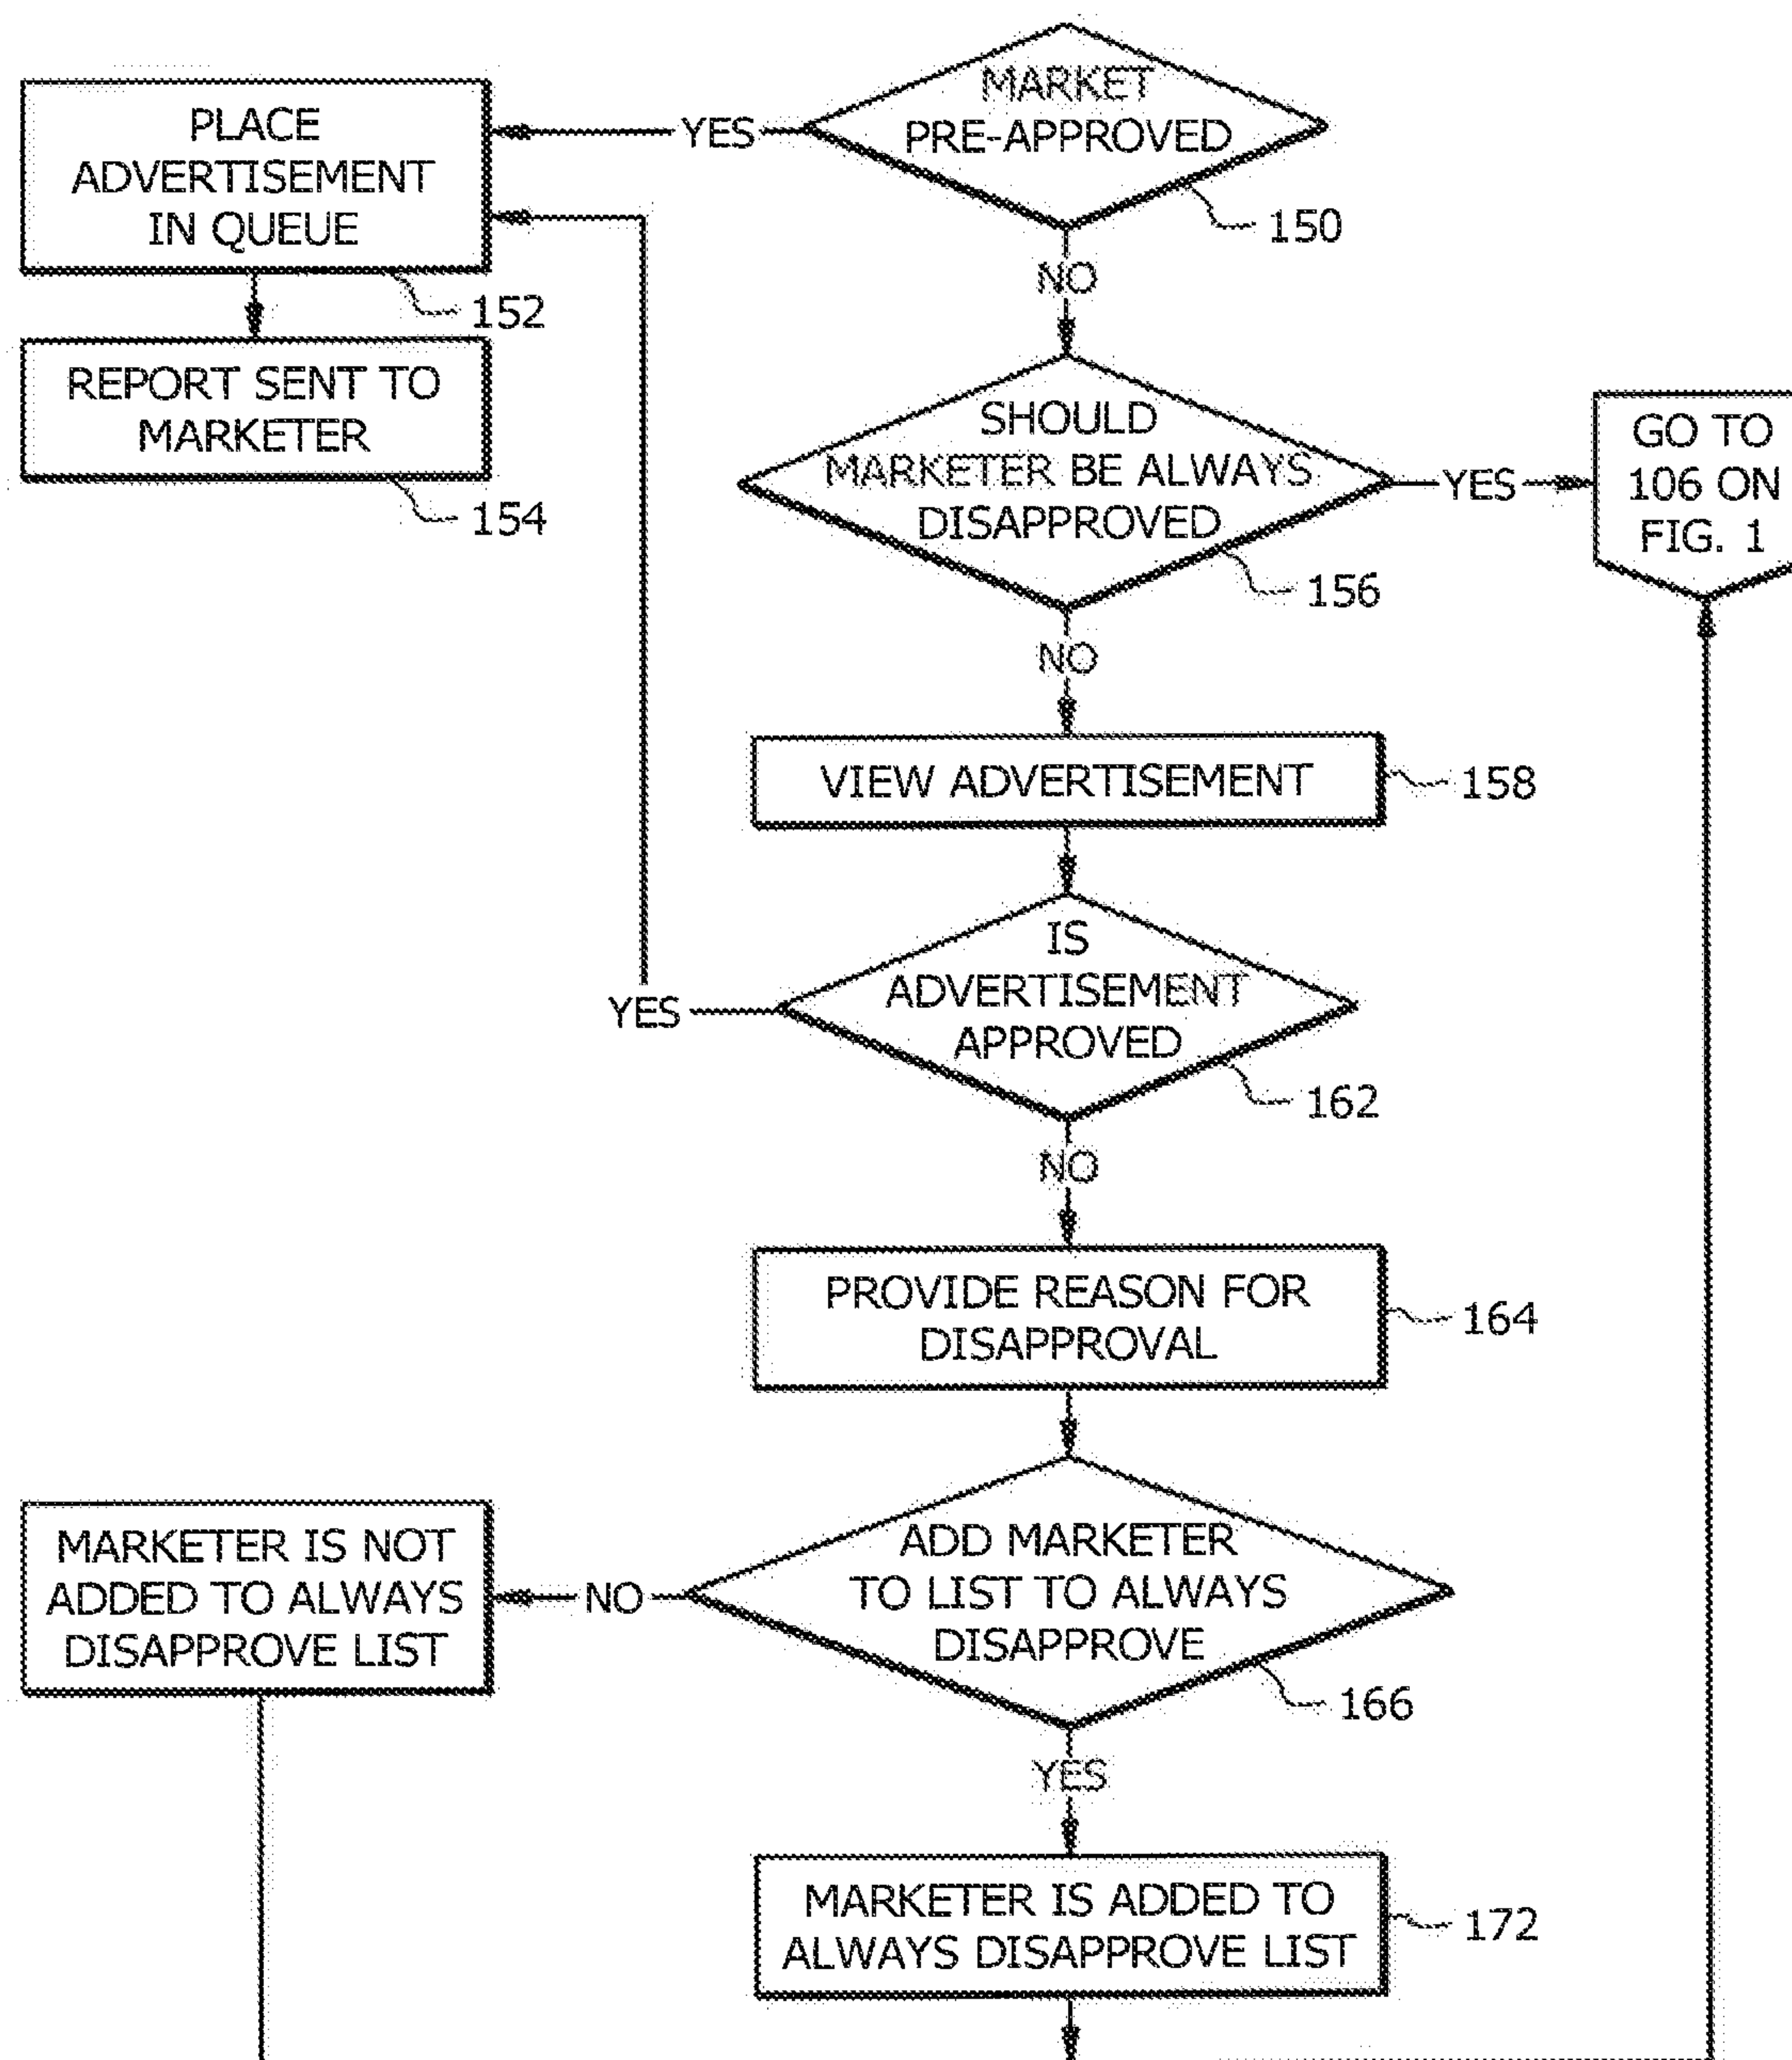 MARKET
PRE-APPROVED
150
YES
PLACE
ADVERTISEMENT
IN QUEUE
152
REPORT SENT TO
MARKETER
154
NO
SHOULD
MARKETER BE ALWAYS
DISAPPROVED
156
YES
GO TO
106 ON
FIG. 1
NO
VIEW ADVERTISEMENT
158
IS
ADVERTISEMENT
APPROVED
162
YES
NO
PROVIDE REASON FOR
DISAPPROVAL
164
ADD MARKETER
TO LIST TO ALWAYS
DISAPPROVE
166
NO
MARKETER IS NOT
ADDED TO ALWAYS
DISAPPROVE LIST
YES
MARKETER IS ADDED TO
ALWAYS DISAPPROVE LIST
172